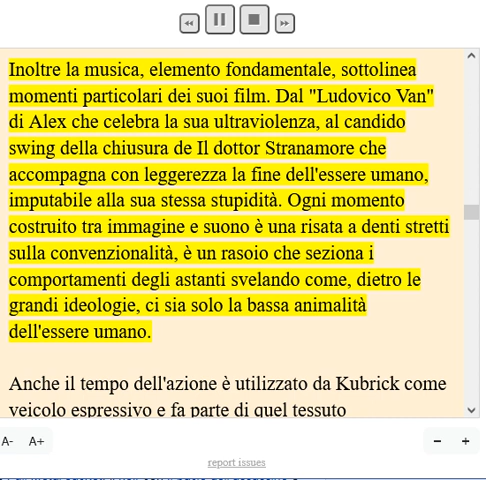 Inoltre la musica, elemento fondamentale, sottolinea
momenti particolari dei suoi film. Dal "Ludovico Van"
di Alex che celebra la sua ultraviolenza, al candido
swing della chiusura de Il dottor Stranamore che
accompagna con leggerezza la fine dell'essere umano,
imputabile alla sua stessa stupidità. Ogni momento
costruito tra immagine e suono è una risata a denti stretti
sulla convenzionalità, è un rasoio che seziona i
comportamenti degli astanti svelando come, dietro le
grandi ideologie, ci sia solo la bassa animalità
dell'essere umano.
Anche il tempo dell'azione è utilizzato da Kubrick come
veicolo espressivo e fa parte di quel tessuto
A- A+ - +
report issues